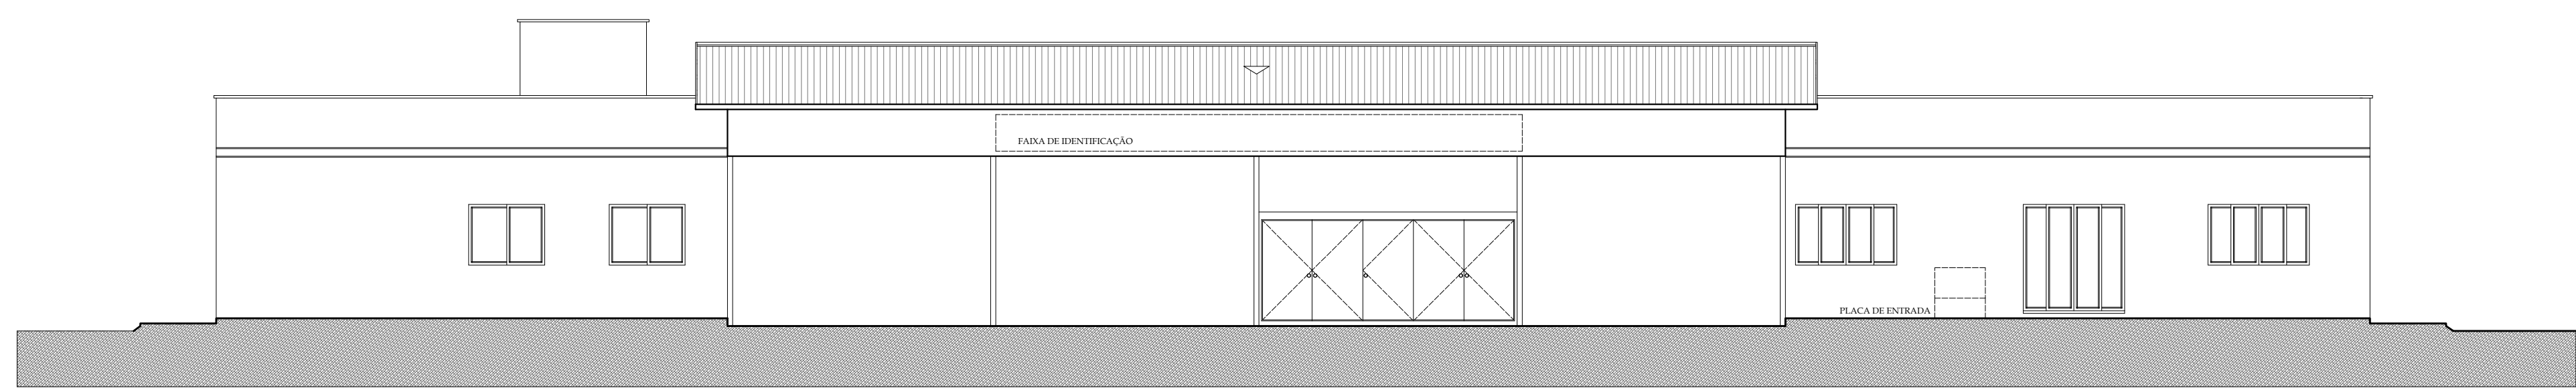 FAIXA DE IDENTIFICAÇÃO
PLACA DE ENTRADA